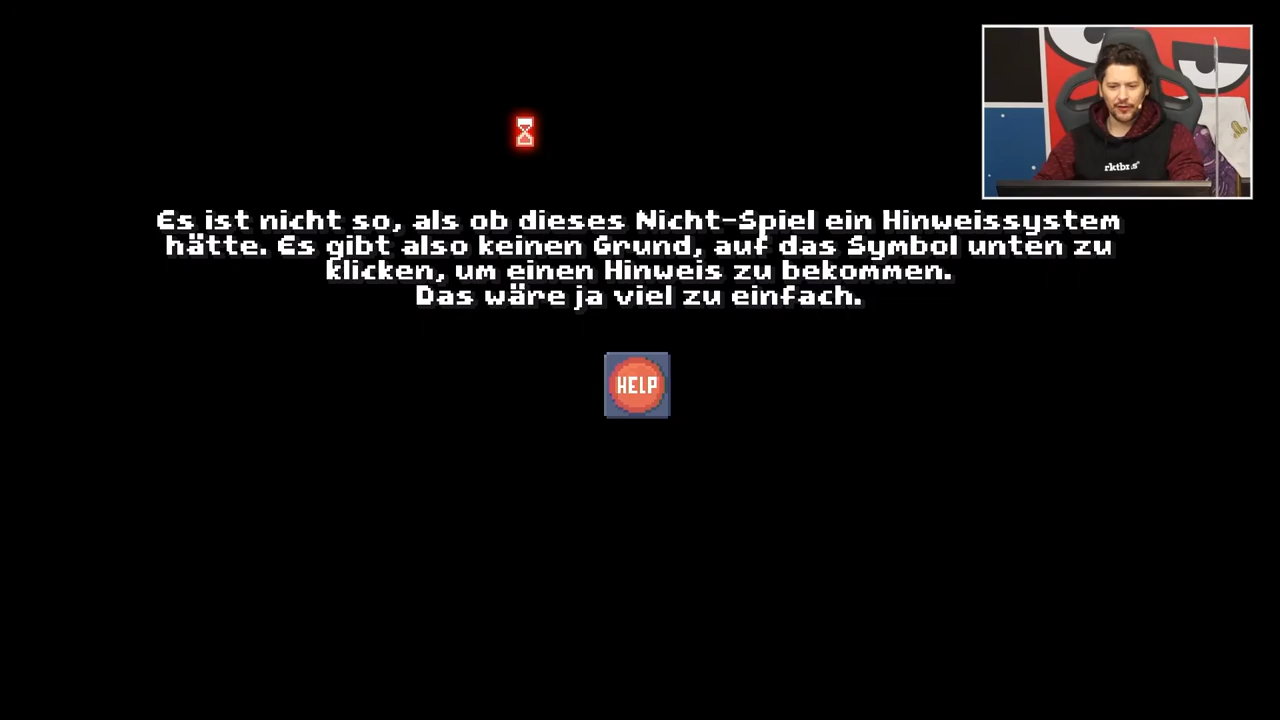 Es ist nicht so, als ob dieses Nicht-Spiel ein Hinweissystem
hätte. Es gibt also keinen Grund, auf das Symbol unten zu
klicken, um einen Hinweis zu bekommen.
Das wäre ja viel zu einfach.
HELP